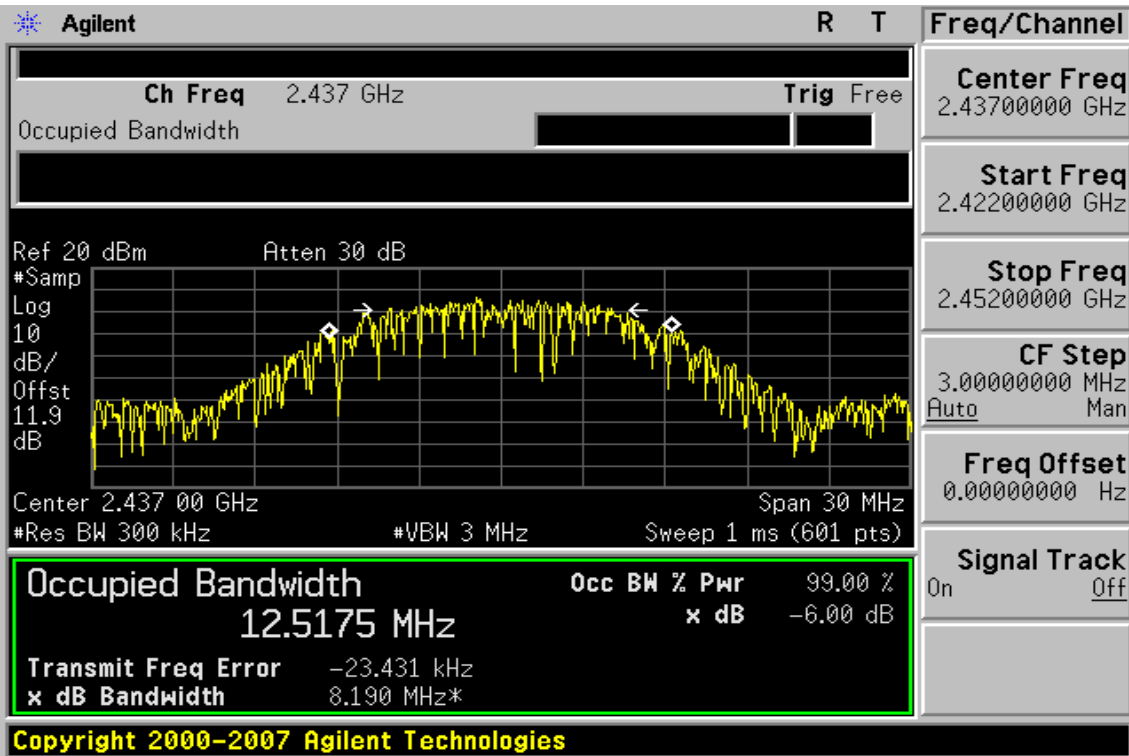 Agilent R T
Freq/Channel
Ch Freq 2.437 GHz Trig Free
Occupied Bandwidth
Center Freq
2.43700000 GHz
Start Freq
2.42200000 GHz
Stop Freq
2.45200000 GHz
CF Step
3.00000000 MHz
Auto Man
Freq Offset
0.00000000 Hz
Signal Track
On Off
Ref 20 dBm Atten 30 dB
#Samp
Log
10
dB/
Offst
11.9
dB
Center 2.437 00 GHz Span 30 MHz
#Res BW 300 kHz #VBW 3 MHz Sweep 1 ms (601 pts)
Occupied Bandwidth Occ BW % Pwr 99.00 %
12.5175 MHz x dB -6.00 dB
Transmit Freq Error -23.431 kHz
x dB Bandwidth 8.190 MHz*
Copyright 2000-2007 Agilent Technologies